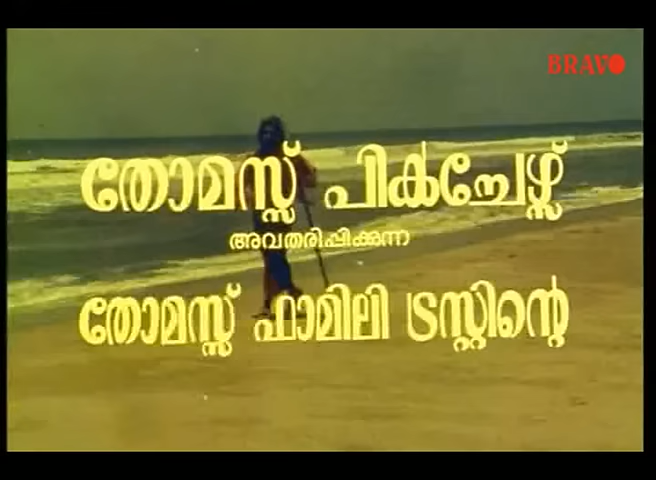 BRAVO
തോമസ്സ് പിക്ചേഴ്സ്
അവതരിപ്പിക്കുന്ന
തോമസ്സ് ഫാമിലി ട്രസ്റ്റിന്റെ